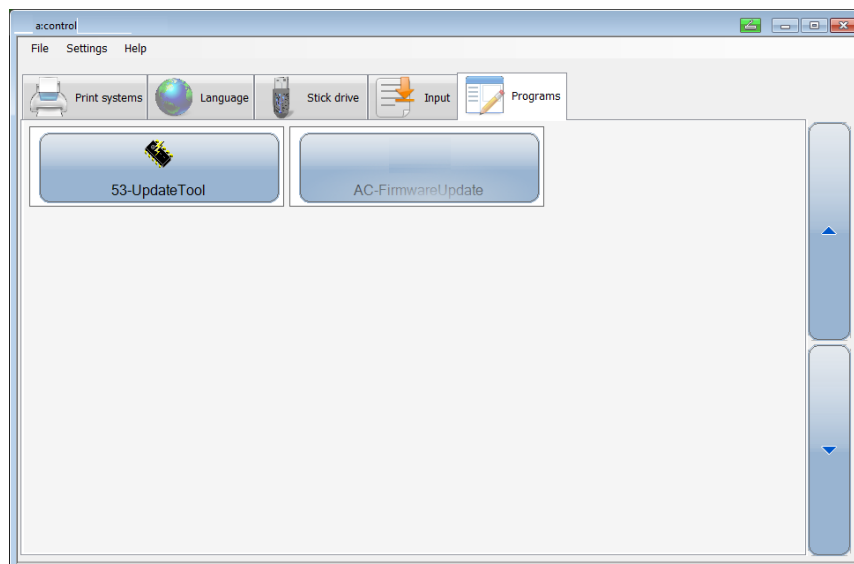 a:control
File Settings Help
Print systems Language Stick drive Input Programs
53-UpdateTool AC-FirmwareUpdate